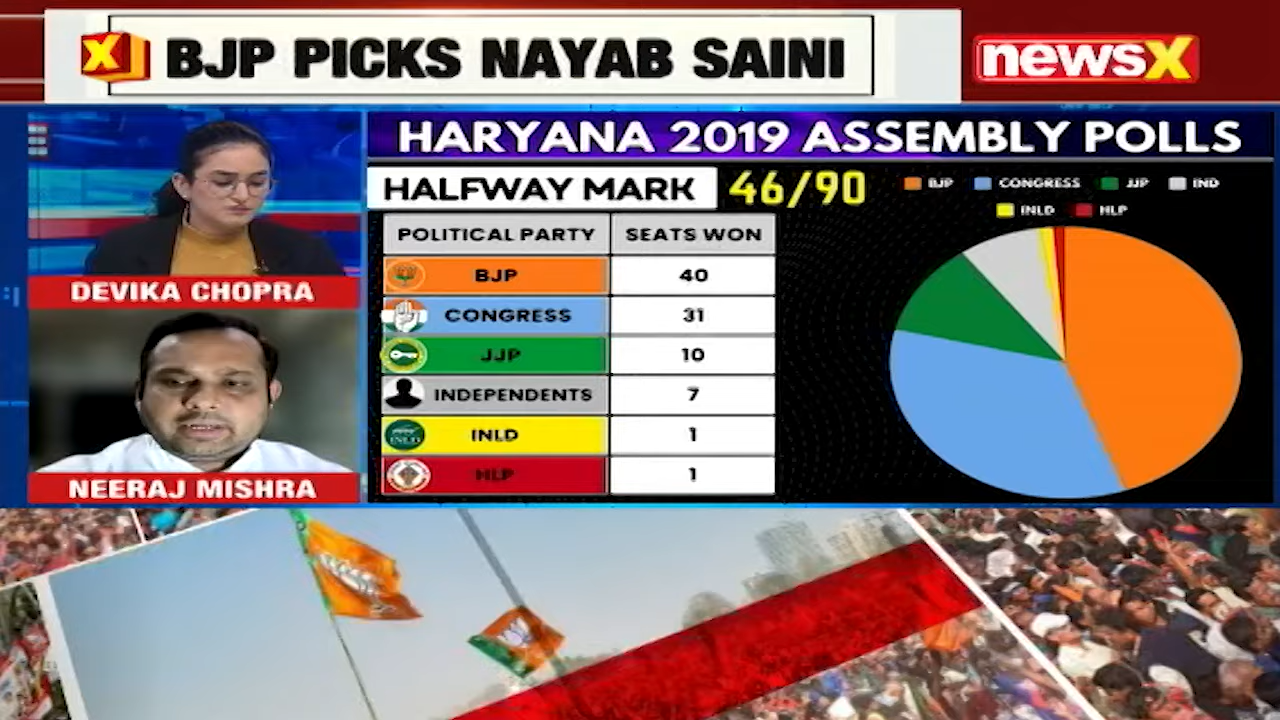 X BJP PICKS NAYAB SAINI
newsX
HARYANA 2019 ASSEMBLY POLLS
HALFWAY MARK 46/90
BJP CONGRESS JJP IND
INLD HLP
POLITICAL PARTY SEATS WON
BJP 40
CONGRESS 31
JJP 10
INDEPENDENTS 7
INLD INLD 1
HLP 1
DEVIKA CHOPRA
NEERAJ MISHRA